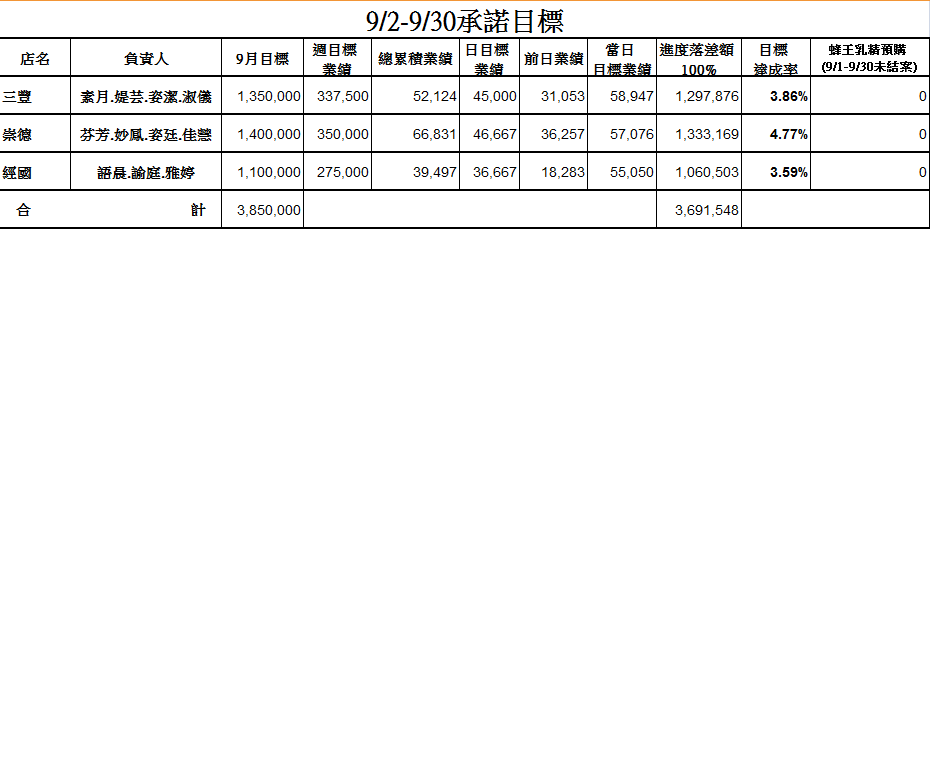 9/2-9/30承諾目標
店名 負責人 9月目標 週目標業績 總累積業績 日目標業績 前日業績 當日目標業績 進度落差額100% 目標達成率 蜂王乳精預購(9/1-9/30未結案)
三豐 素月.媞芸.姿潔.淑儀 1,350,000 337,500 52,124 45,000 31,053 58,947 1,297,876 3.86% 0
崇德 芬芳.妙鳳.姿廷.佳慧 1,400,000 350,000 66,831 46,667 36,257 57,076 1,333,169 4.77% 0
經國 語晨.諭庭.雅婷 1,100,000 275,000 39,497 36,667 18,283 55,050 1,060,503 3.59% 0
合 計 3,850,000 3,691,548